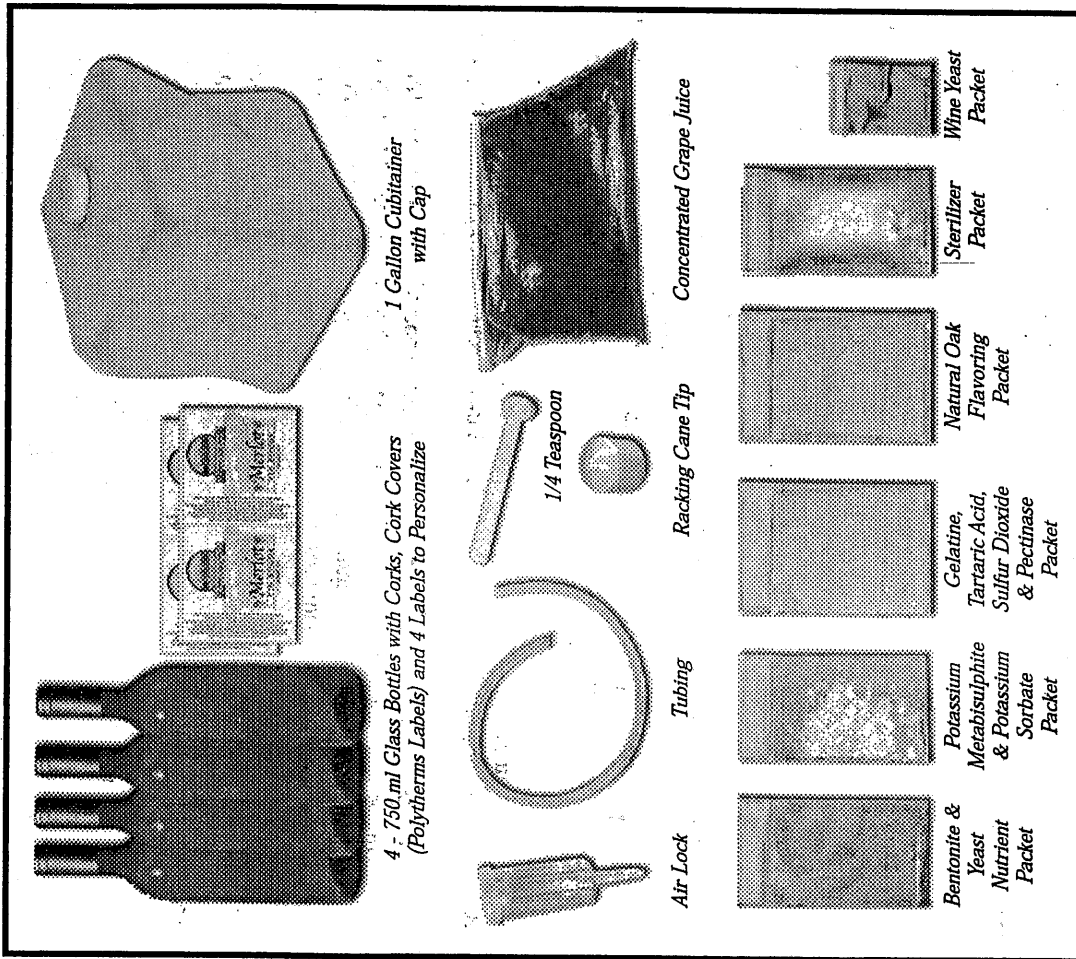 Merlot
Merlot
4 - 750 ml Glass Bottles with Corks, Cork Covers
(Polytherms Labels) and 4 Labels to Personalize
1 Gallon Cubitainer
with Cap
Air Lock
Tubing
1/4 Teaspoon
Racking Cane Tip
Concentrated Grape Juice
Bentonite &
Yeast
Nutrient
Packet
Potassium
Metabisulphite
& Potassium
Sorbate
Packet
Gelatine,
Tartaric Acid,
Sulfur Dioxide
& Pectinase
Packet
Natural Oak
Flavoring
Packet
Sterilizer
Packet
Wine Yeast
Packet